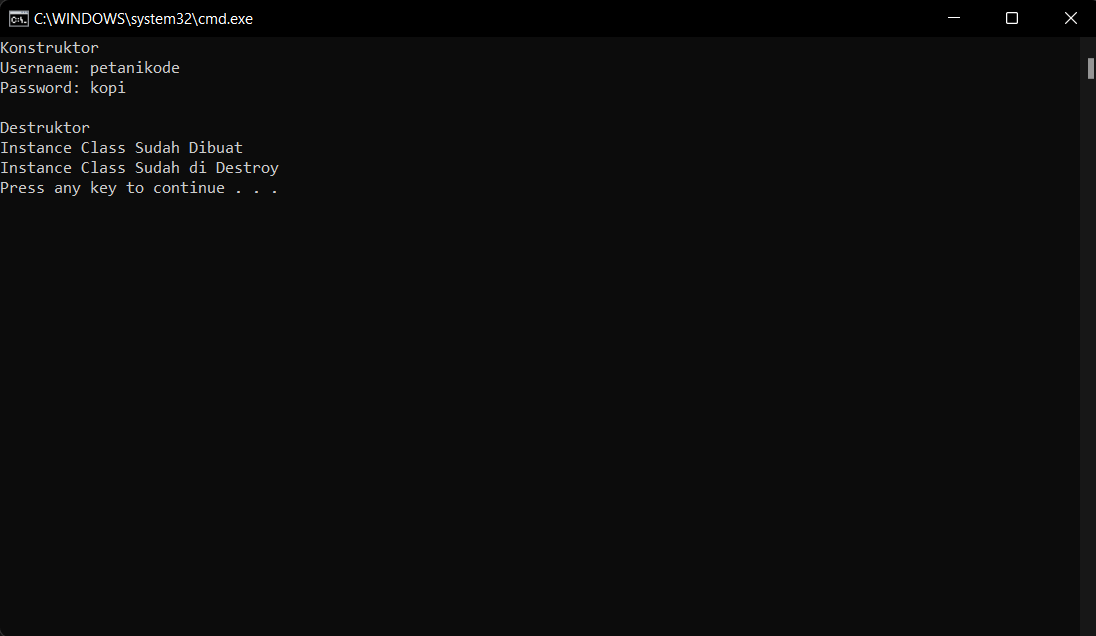 C:\WINDOWS\system32\cmd.exe
Konstruktor
Usernaem: petanikode
Password: kopi
Destruktor
Instance Class Sudah Dibuat
Instance Class Sudah di Destroy
Press any key to continue . . .